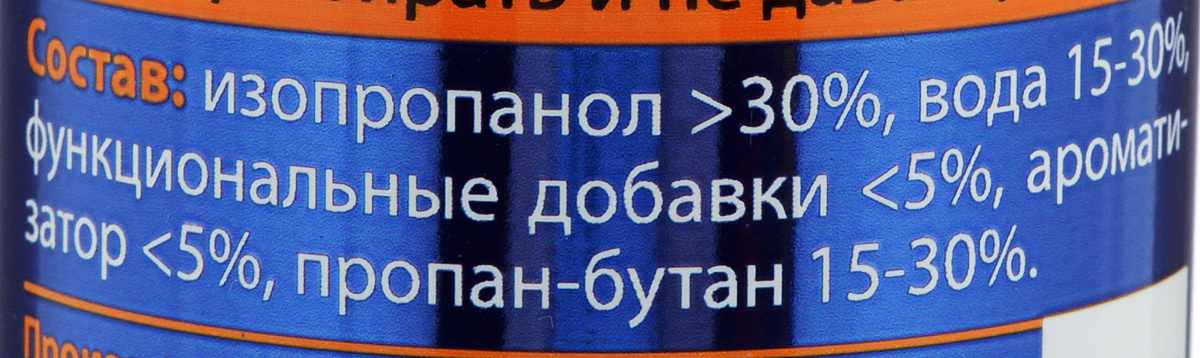 Состав: изопропанол >30%, вода 15-30%,
функциональные добавки <5%, аромати-
затор <5%, пропан-бутан 15-30%.